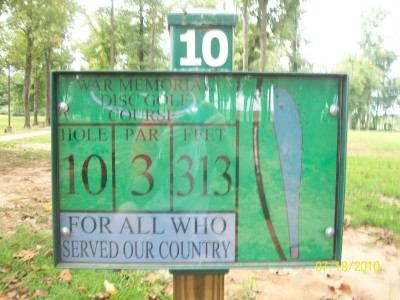 10
WAR MEMORIAL
DISC GOLF
COURSE
HOLE PAR FEET
10 3 313
FOR ALL WHO
SERVED OUR COUNTRY
07/18/2010